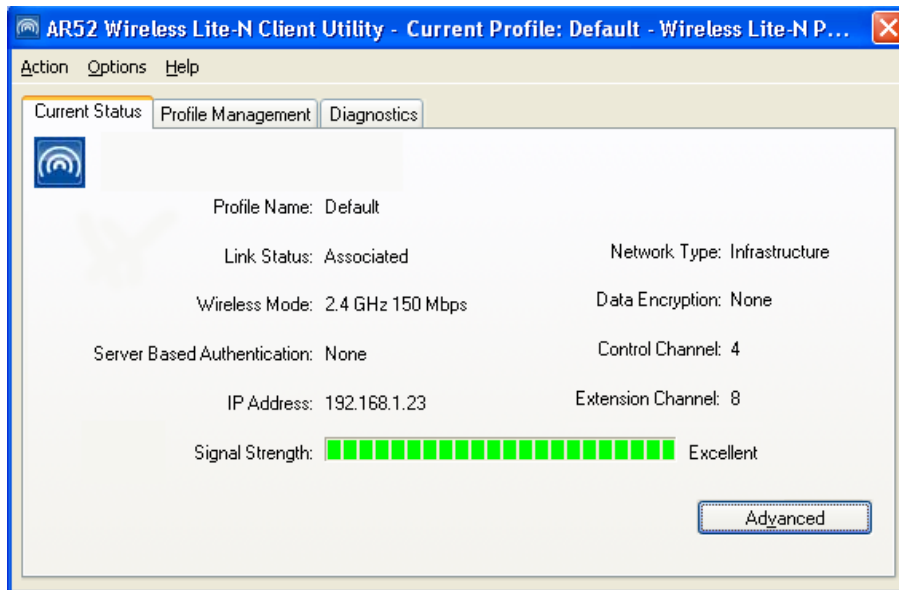 AR52 Wireless Lite-N Client Utility - Current Profile: Default - Wireless Lite-N P...
Action Options Help
Current Status Profile Management Diagnostics
Profile Name: Default
Link Status: Associated
Network Type: Infrastructure
Wireless Mode: 2.4 GHz 150 Mbps
Data Encryption: None
Server Based Authentication: None
Control Channel: 4
IP Address: 192.168.1.23
Extension Channel: 8
Signal Strength: Excellent
Advanced